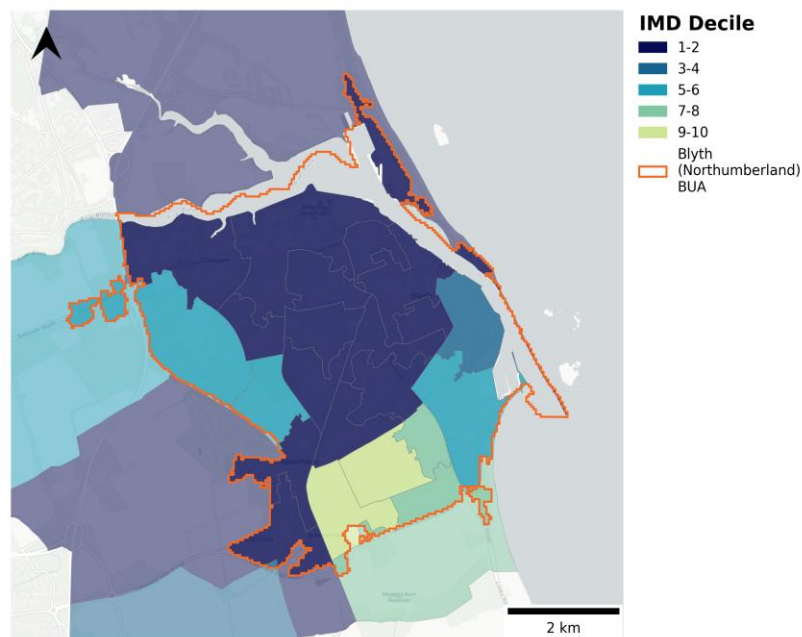 IMD Decile
1-2
3-4
5-6
7-8
9-10
Blyth
(Northumberland)
BUA
2 km